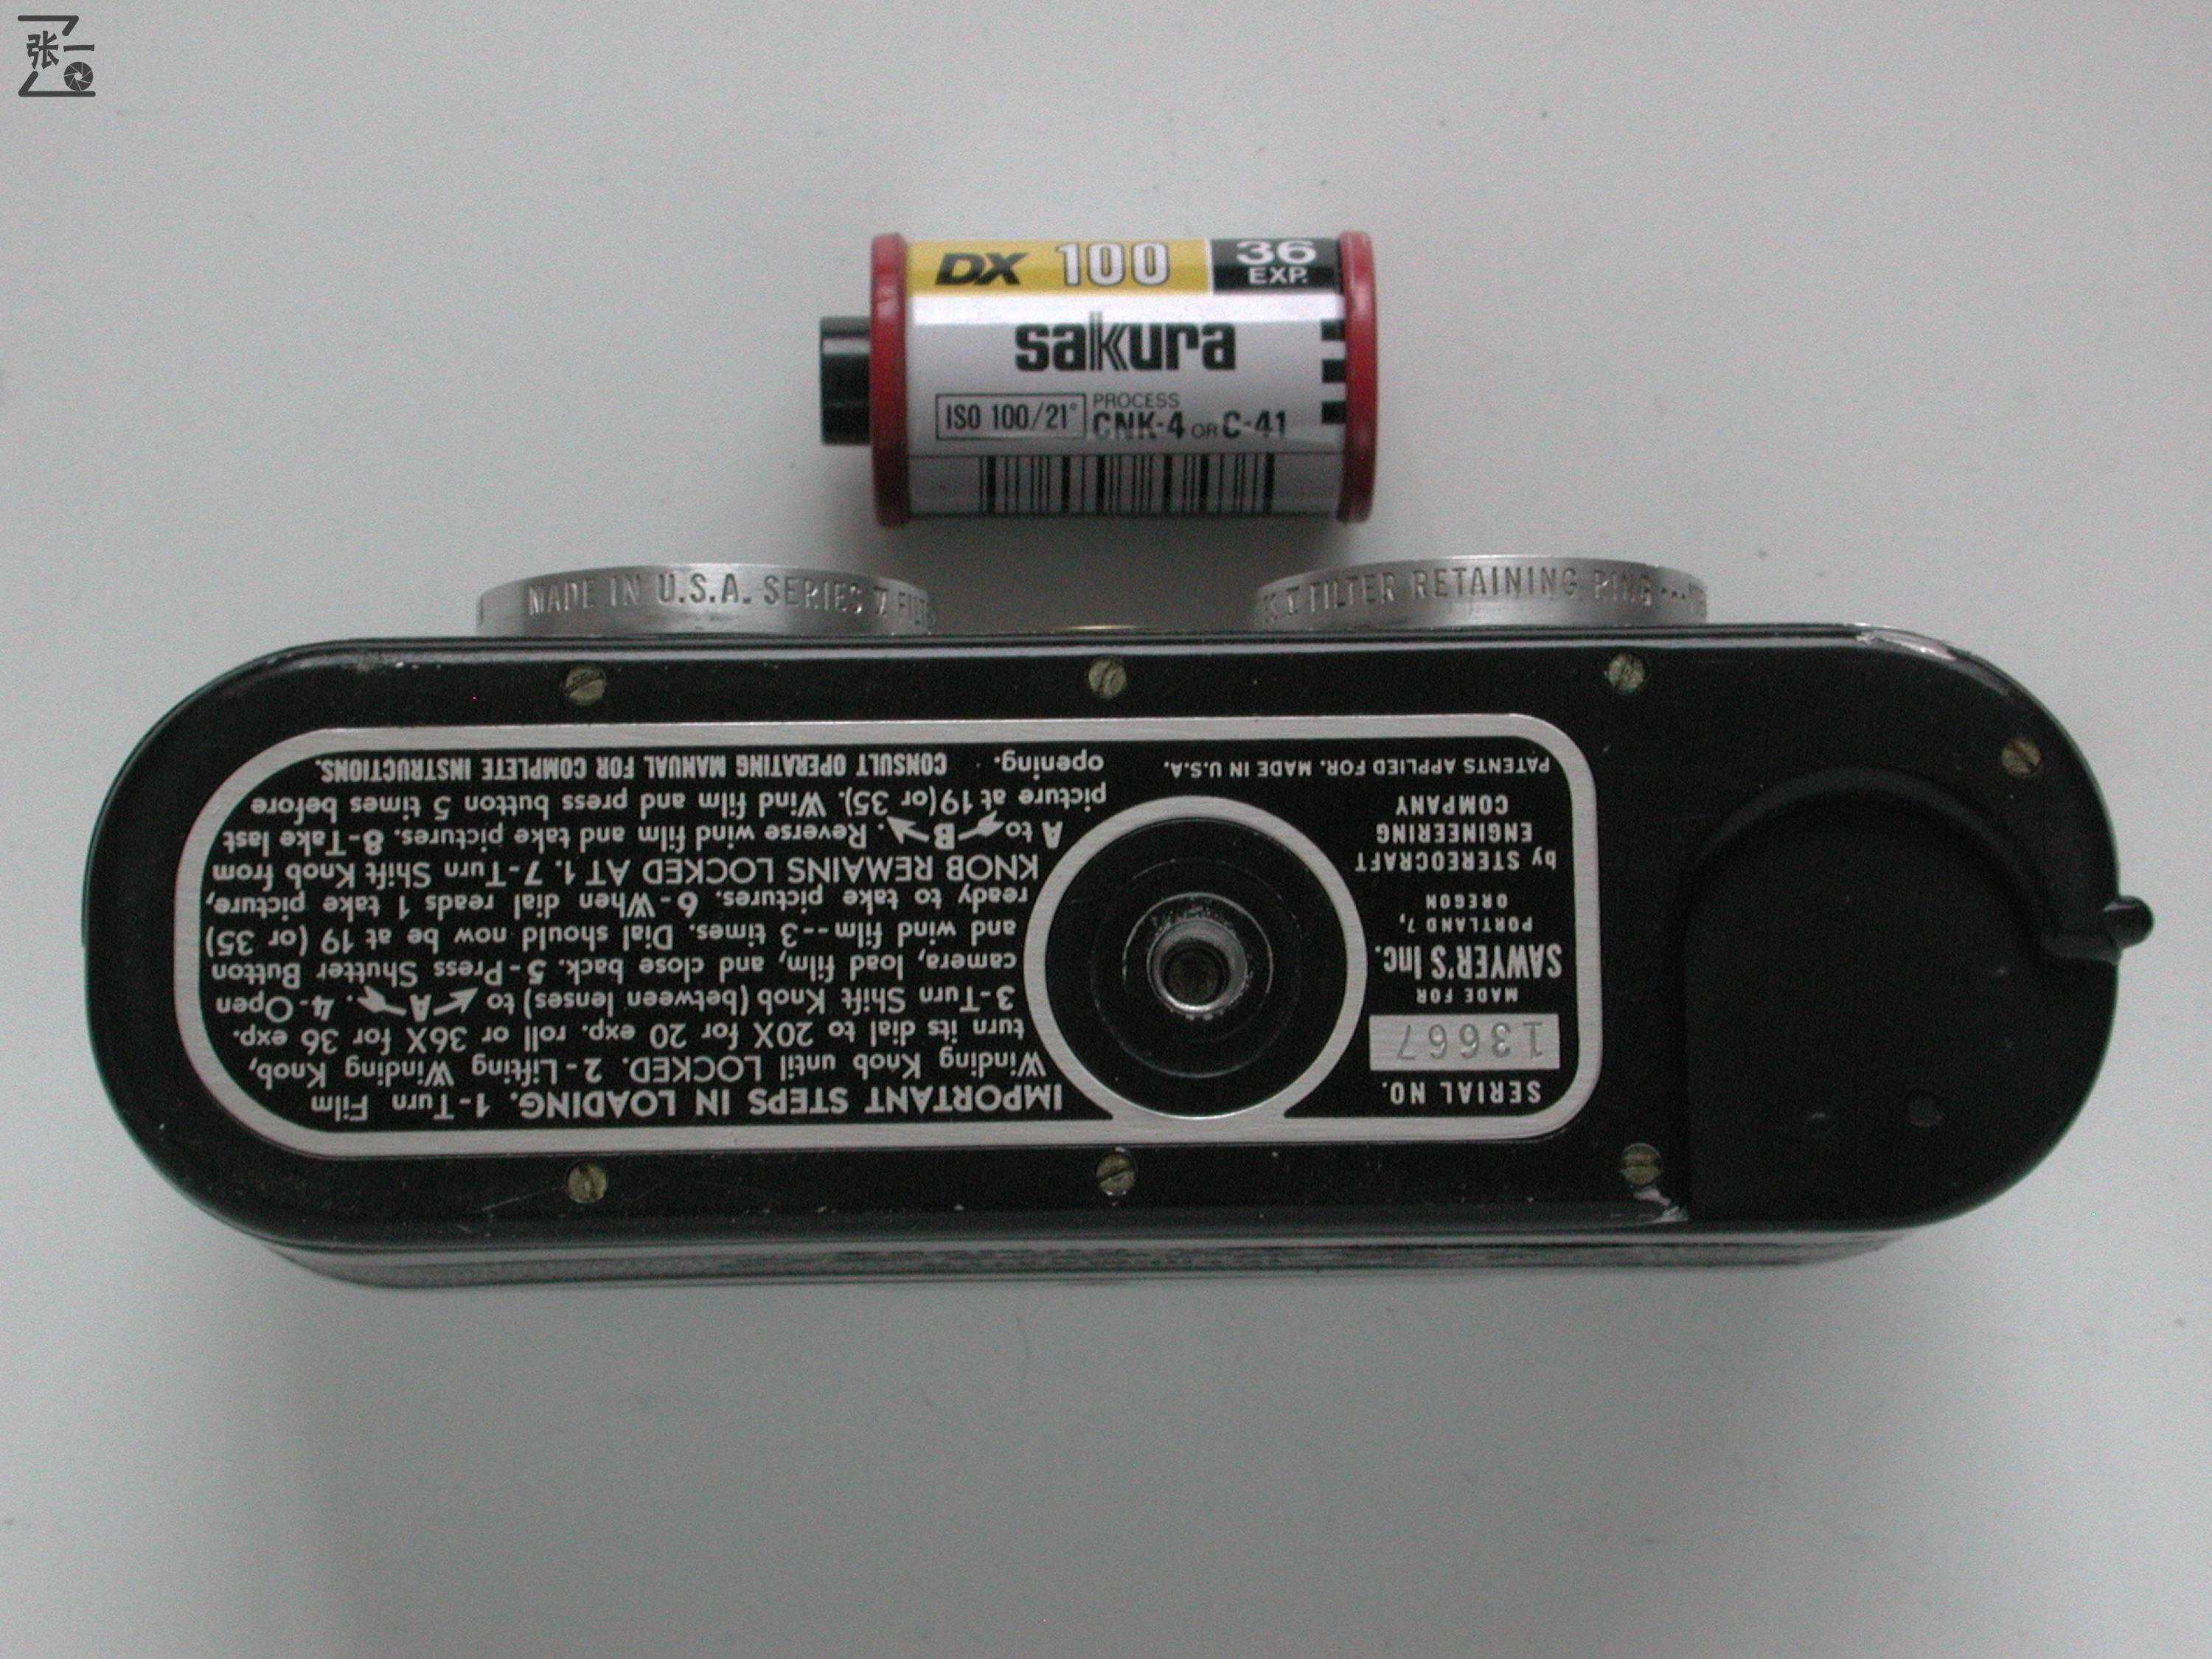 张一
DX 100 36
EXP.
sakura
ISO 100/21° PROCESS
CNK-4 OR C-41
MADE IN U.S.A. SERIES V
V FILTER RETAINING RING
IMPORTANT STEPS IN LOADING. 1-Turn Film
Winding Knob until LOCKED. 2-Lifting Winding Knob,
turn its dial to 20X for 20 exp. roll or 36X for 36 exp.
3-Turn Shift Knob (between lenses) to A. 4-Open
camera, load film, and close back. 5-Press Shutter Button
and wind film--3 times. Dial should now be at 19 (or 35)
ready to take pictures. 6-When dial reads 1 take picture,
KNOB REMAINS LOCKED AT 1. 7-Turn Shift Knob from
A to B. Reverse wind film and take pictures. 8-Take last
picture at 19(or 35). Wind film and press button 5 times before
opening. CONSULT OPERATING MANUAL FOR COMPLETE INSTRUCTIONS.
SERIAL NO.
13667
MADE FOR
SAWYER'S Inc.
PORTLAND 7,
OREGON
by STEREOCRAFT
ENGINEERING
COMPANY
PATENTS APPLIED FOR. MADE IN U.S.A.